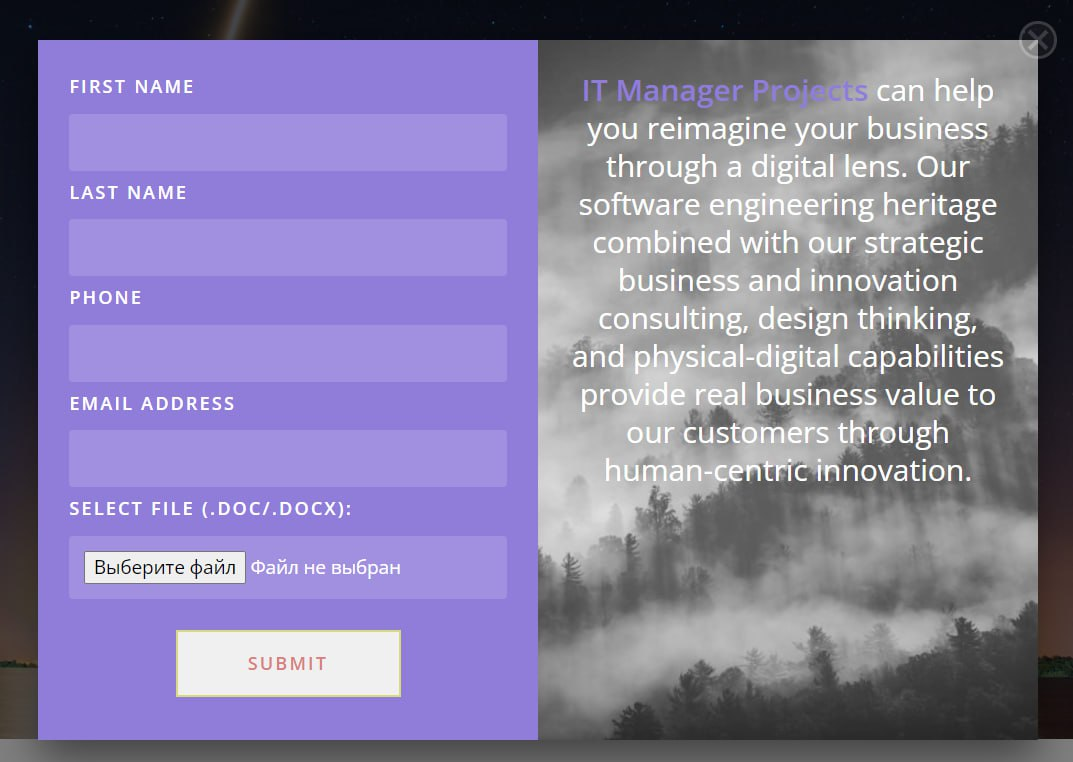 FIRST NAME
LAST NAME
PHONE
EMAIL ADDRESS
SELECT FILE (.DOC/.DOCX):
Выберите файл Файл не выбран
SUBMIT
IT Manager Projects can help
you reimagine your business
through a digital lens. Our
software engineering heritage
combined with our strategic
business and innovation
consulting, design thinking,
and physical-digital capabilities
provide real business value to
our customers through
human-centric innovation.